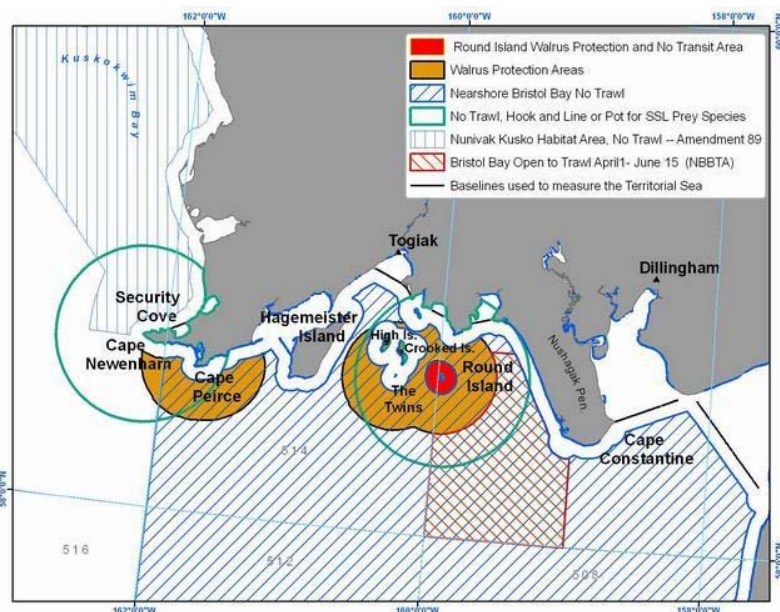 162°0'0"W
160°0'0"W
158°0'0"W
Round Island Walrus Protection and No Transit Area
Walrus Protection Areas
Nearshore Bristol Bay No Trawl
No Trawl, Hook and Line or Pot for SSL Prey Species
Nunivak Kusko Habitat Area, No Trawl -- Amendment 89
Bristol Bay Open to Trawl April1- June 15 (NBBTA)
Baselines used to measure the Territorial Sea
Kuskokwim Bay
Togiak
Dillingham
Security
Cove
Hagemeister
Island
High Is.
Crooked Is.
Cape
Newenham
Cape
Peirce
Round
Island
The
Twins
Nushagak Pen.
Cape
Constantine
514
516
512
508
162°0'0"W
160°0'0"W
158°0'0"W